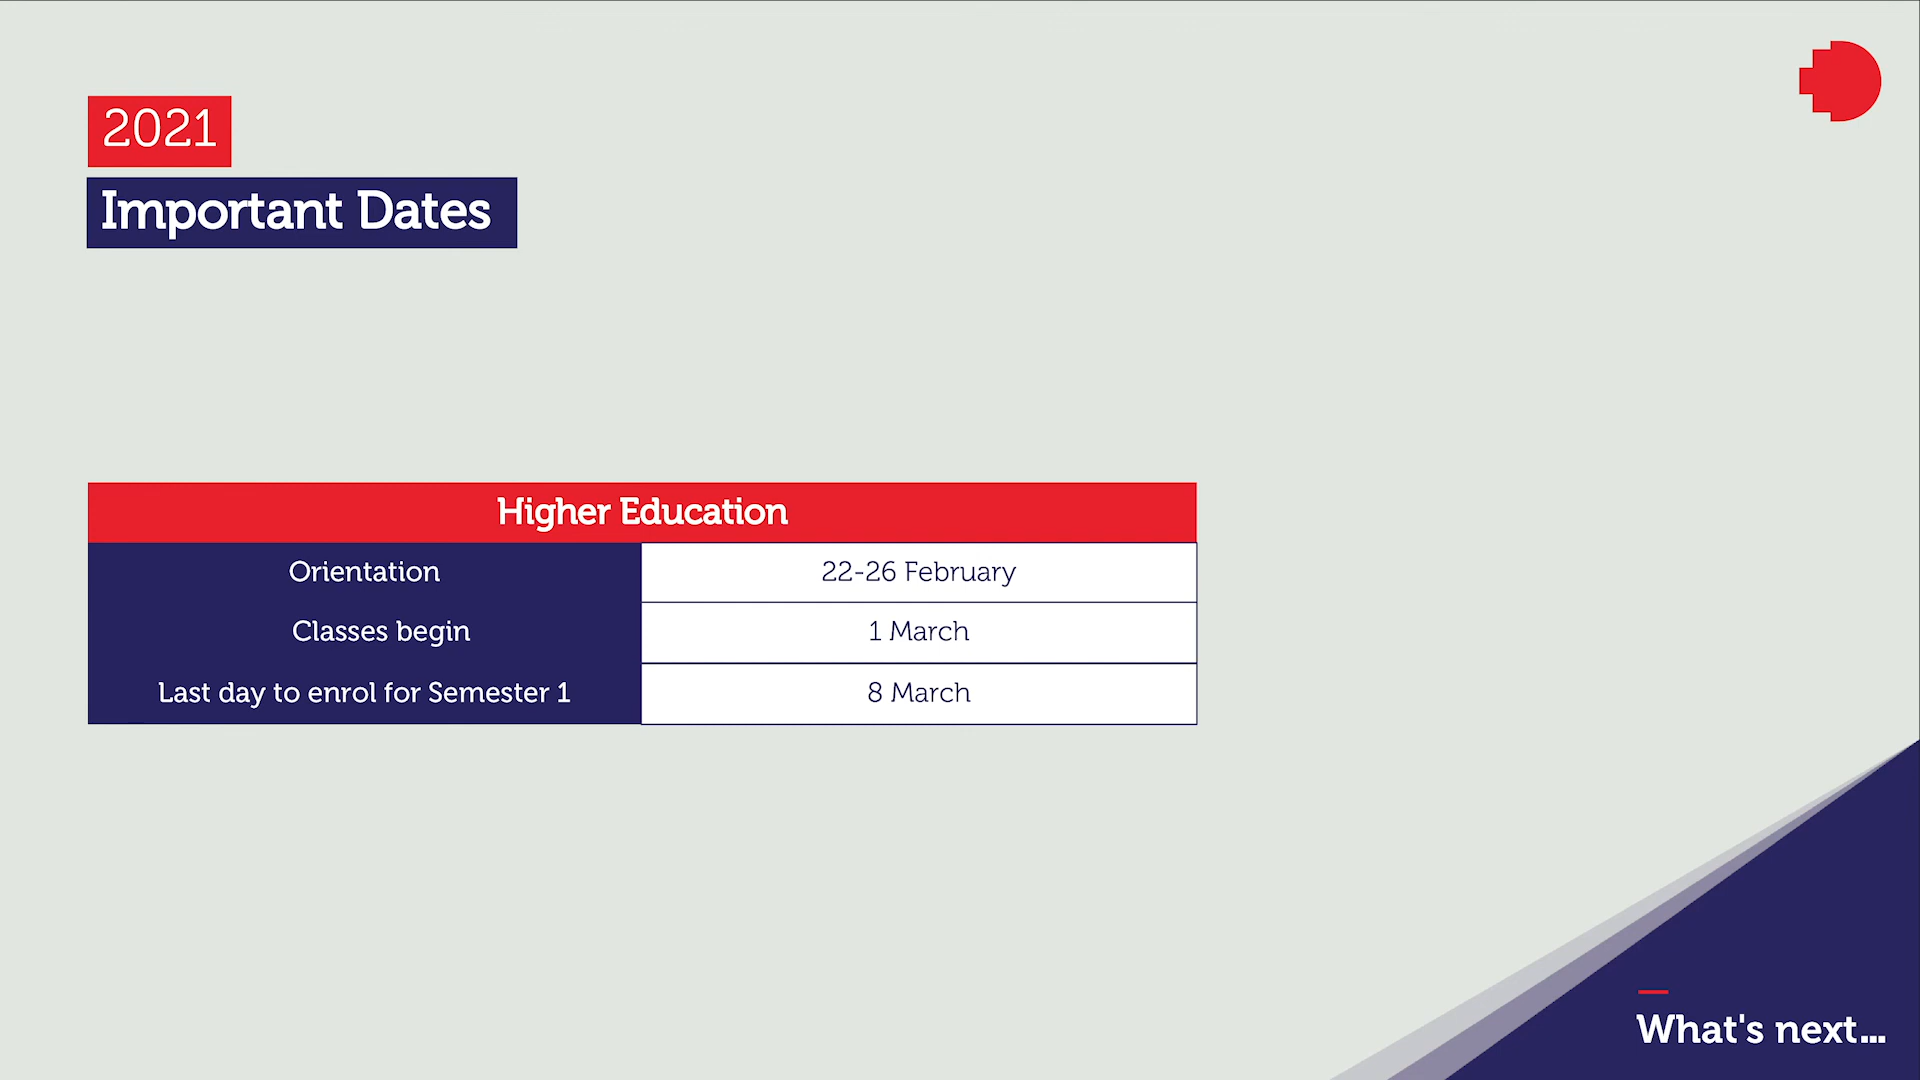 2021
Important Dates
Higher Education
Orientation 22-26 February
Classes begin 1 March
Last day to enrol for Semester 1 8 March
What's next...